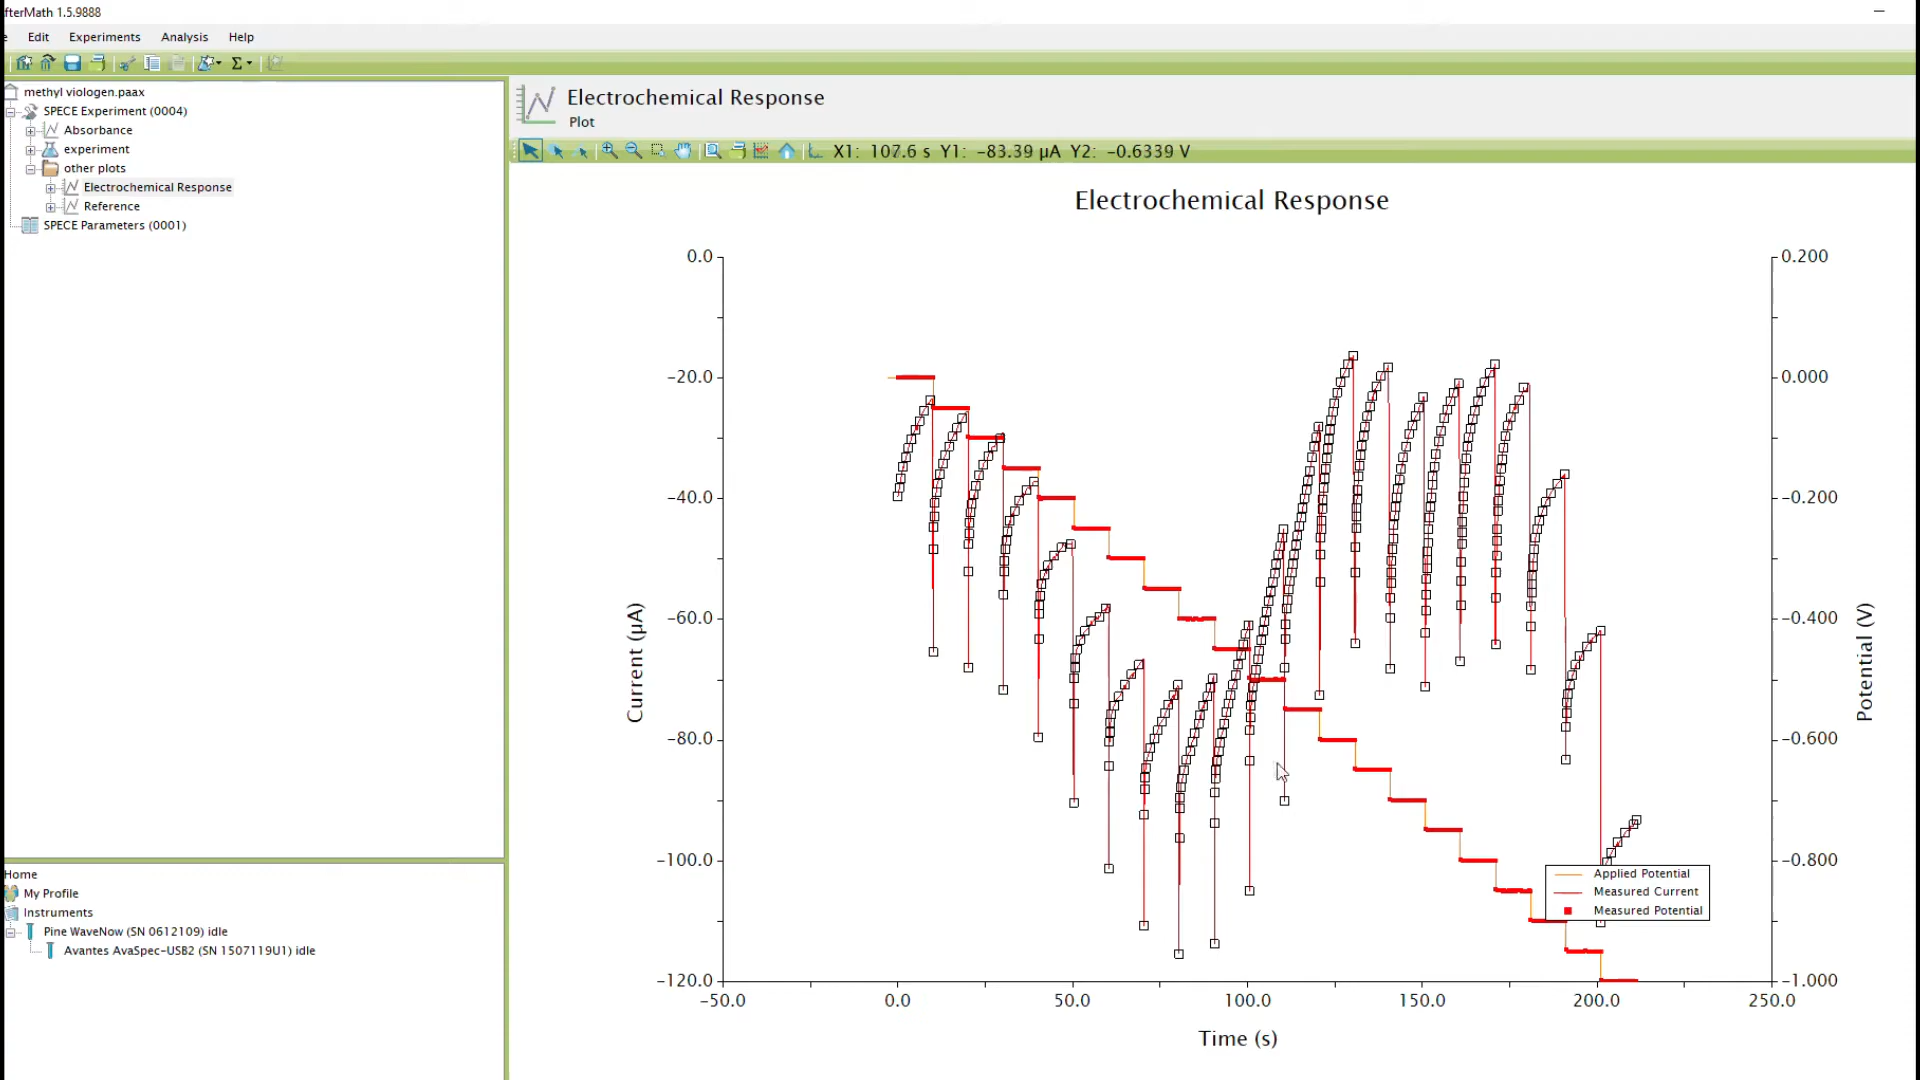 fterMath 1.5.9888
Edit Experiments Analysis Help
methyl viologen.paax
SPECE Experiment (0004)
Absorbance
experiment
other plots
Electrochemical Response
Reference
SPECE Parameters (0001)
Home
My Profile
Instruments
Pine WaveNow (SN 0612109) idle
Avantes AvaSpec-USB2 (SN 1507119U1) idle
Electrochemical Response
Plot
X1: 107.6 s Y1: -83.39 µA Y2: -0.6339 V
Electrochemical Response
0.0
-20.0
-40.0
-60.0
-80.0
-100.0
-120.0
Current (µA)
0.200
0.000
-0.200
-0.400
-0.600
-0.800
-1.000
Potential (V)
Applied Potential
Measured Current
Measured Potential
-50.0 0.0 50.0 100.0 150.0 200.0 250.0
Time (s)